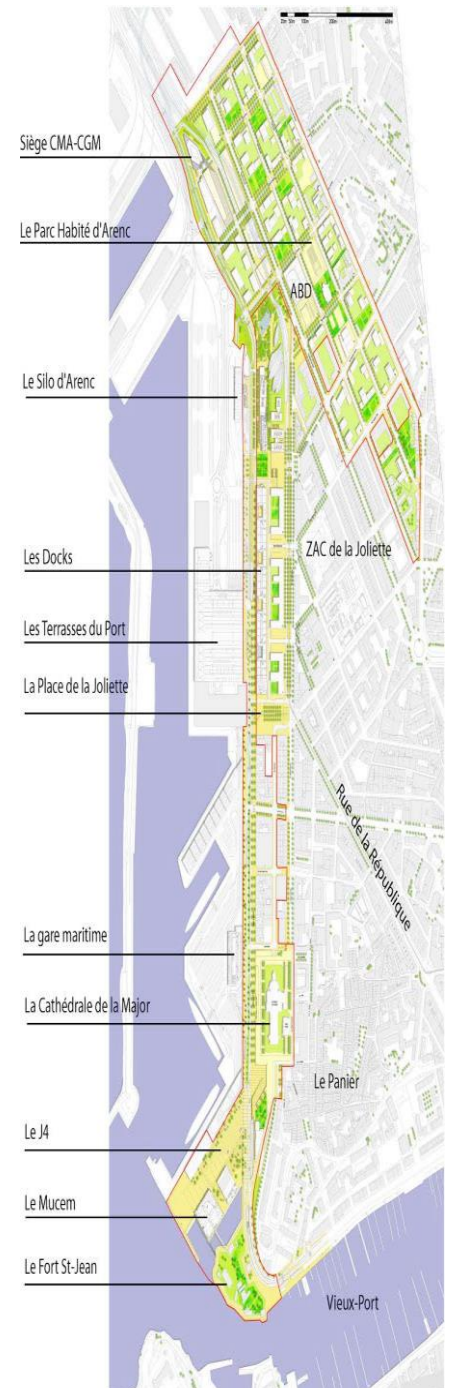 Siège CMA-CGM
Le Parc Habité d'Arenc
ABD
Le Silo d'Arenc
Les Docks
ZAC de la Joliette
Les Terrasses du Port
La Place de la Joliette
Rue de la République
La gare maritime
La Cathédrale de la Major
Le Panier
Le J4
Le Mucem
Le Fort St-Jean
Vieux-Port